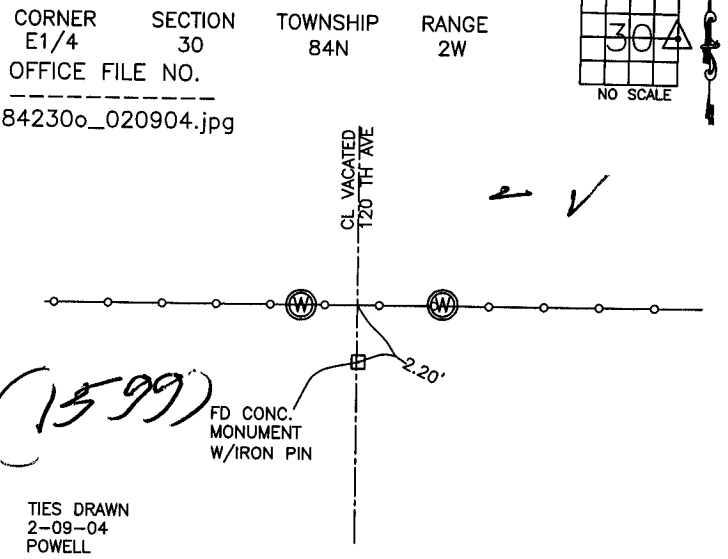 CORNER SECTION TOWNSHIP RANGE
E1/4 30 84N 2W
OFFICE FILE NO.
84230o_020904.jpg
30
NO SCALE
CL VACATED
120 TH AVE
W W
2.20'
(1599)
FD CONC.
MONUMENT
W/IRON PIN
TIES DRAWN
2-09-04
POWELL